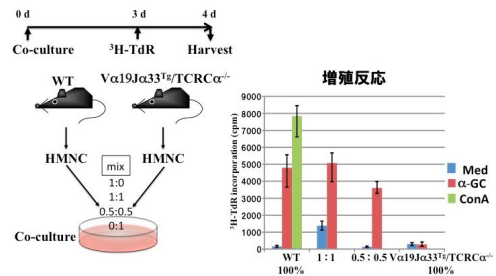 0 d
3 d
4 d
Co-culture
³H-TdR
Harvest
WT
Vα19Jα33Tg/TCRCα-/-
HMNC
mix
HMNC
1:0
1:1
0.5:0.5
0:1
Co-culture
増殖反応
³H-TdR incorporation (cpm)
9000
8000
7000
6000
5000
4000
3000
2000
1000
0
Med
α-GC
ConA
WT 1:1 0.5:0.5 Vα19Jα33Tg/TCRCα-/-
100% 100%